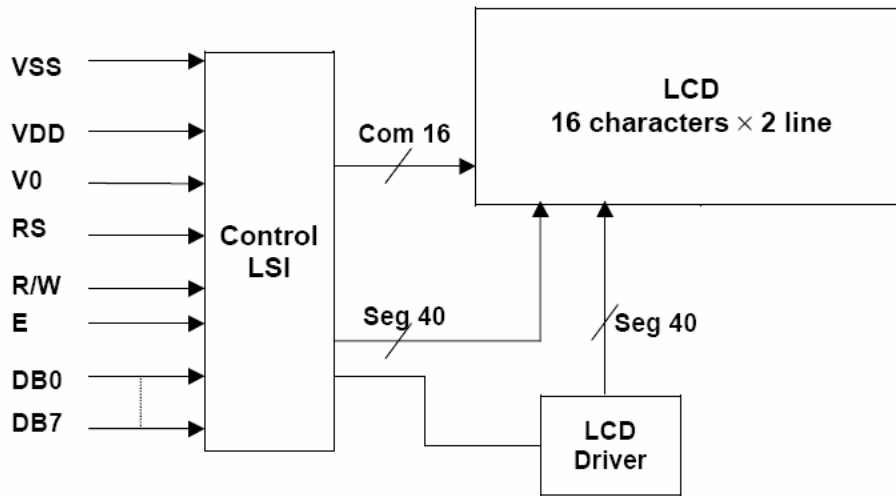 VSS
VDD
V0
RS
R/W
E
DB0
DB7
Control
LSI
Com 16
Seg 40
LCD
16 characters × 2 line
Seg 40
LCD
Driver